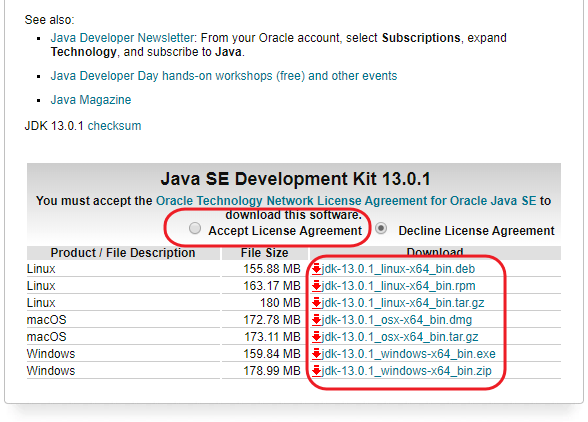 See also:
Java Developer Newsletter: From your Oracle account, select Subscriptions, expand
Technology, and subscribe to Java.
Java Developer Day hands-on workshops (free) and other events
Java Magazine
JDK 13.0.1 checksum
Java SE Development Kit 13.0.1
You must accept the Oracle Technology Network License Agreement for Oracle Java SE to
download this software.
Accept License Agreement Decline License Agreement
Product / File Description File Size Download
Linux 155.88 MB jdk-13.0.1_linux-x64_bin.deb
Linux 163.17 MB jdk-13.0.1_linux-x64_bin.rpm
Linux 180 MB jdk-13.0.1_linux-x64_bin.tar.gz
macOS 172.78 MB jdk-13.0.1_osx-x64_bin.dmg
macOS 173.11 MB jdk-13.0.1_osx-x64_bin.tar.gz
Windows 159.84 MB jdk-13.0.1_windows-x64_bin.exe
Windows 178.99 MB jdk-13.0.1_windows-x64_bin.zip